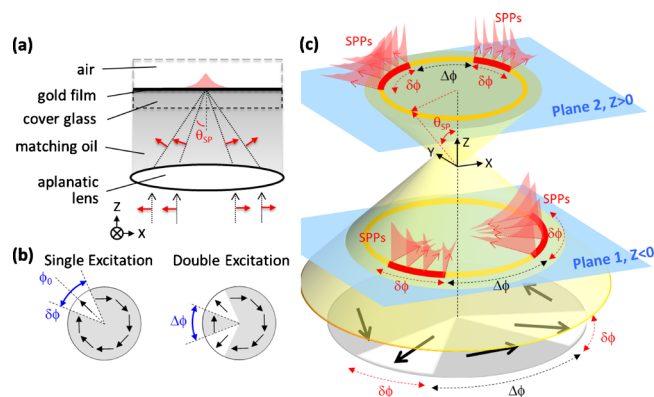 (a)
air
gold film
cover glass
matching oil
aplanatic
lens
θSP
Z
X
(b)
Single Excitation
Double Excitation
ϕ0
δϕ
Δϕ
(c)
SPPs
SPPs
δϕ
Δϕ
δϕ
Plane 2, Z>0
θSP
Z
Y
X
SPPs
SPPs
δϕ
Plane 1, Z<0
δϕ
Δϕ
δϕ
δϕ
Δϕ